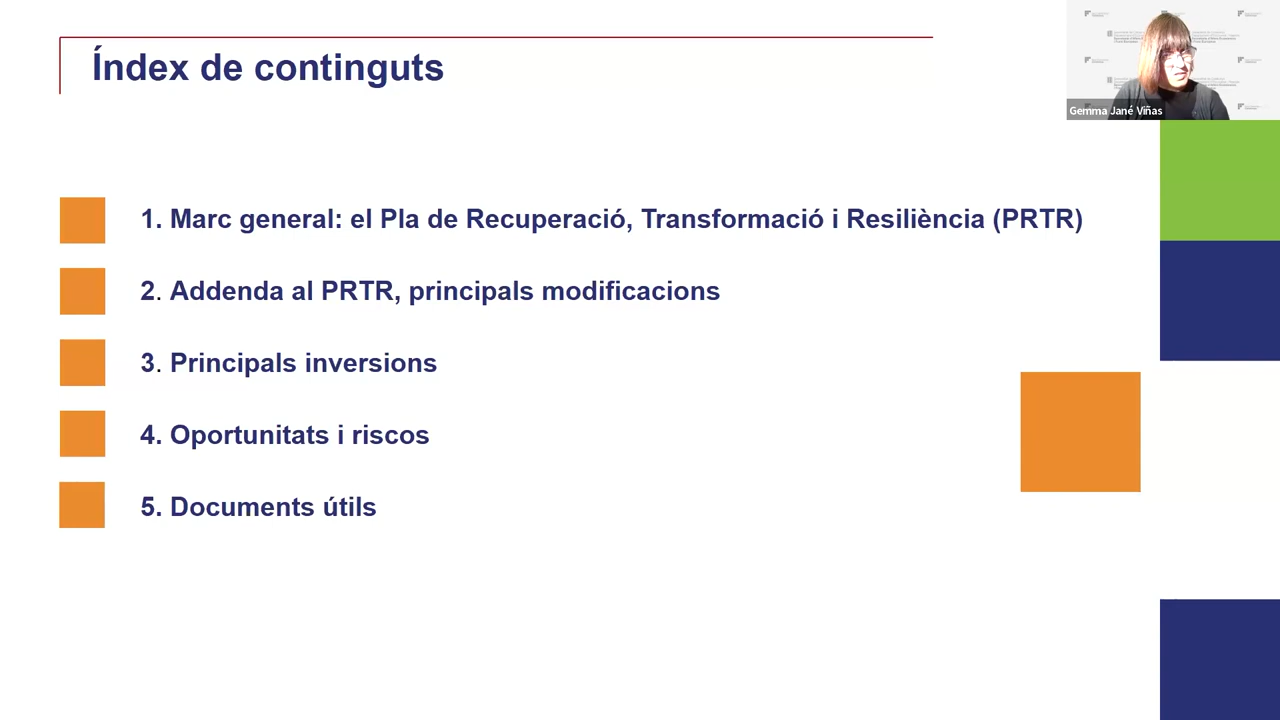 Índex de continguts
Gemma Jané Viñas
1. Marc general: el Pla de Recuperació, Transformació i Resiliència (PRTR)
2. Addenda al PRTR, principals modificacions
3. Principals inversions
4. Oportunitats i riscos
5. Documents útils